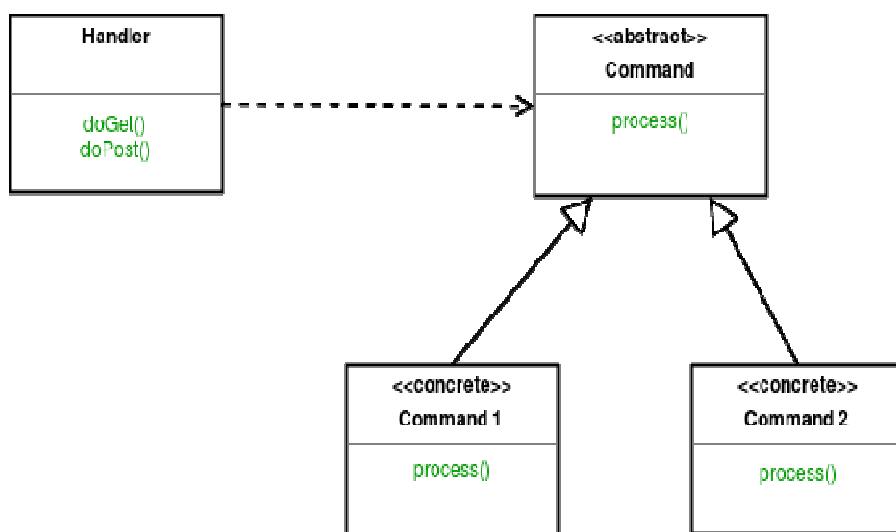 Handler
doGet()
doPost()
<<abstract>>
Command
process()
<<concrete>>
Command 1
process()
<<concrete>>
Command 2
process()